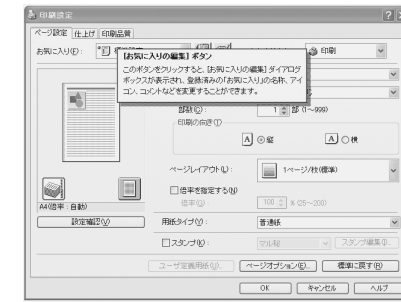 印刷設定
ページ設定 仕上げ 印刷品質
お気に入り(F):
印刷
[お気に入りの編集] ボタン
このボタンをクリックすると、[お気に入りの編集] ダイアログ
ボックスが表示され、登録済みの「お気に入り」の名称、アイ
コン、コメントなどを変更することができます。
部数(C): 1 部 (1～999)
印刷の向き(T)
A 縦 A 横
ページレイアウト(L): 1ページ/枚(標準)
倍率を指定する(N)
倍率(G): 100 % (25～200)
A4(倍率: 自動)
設定確認(V) 用紙タイプ(Y): 普通紙
スタンプ(K): マル秘 スタンプ編集(I)...
ユーザ定義用紙(U)... ページオプション(E)... 標準に戻す(R)
OK キャンセル ヘルプ